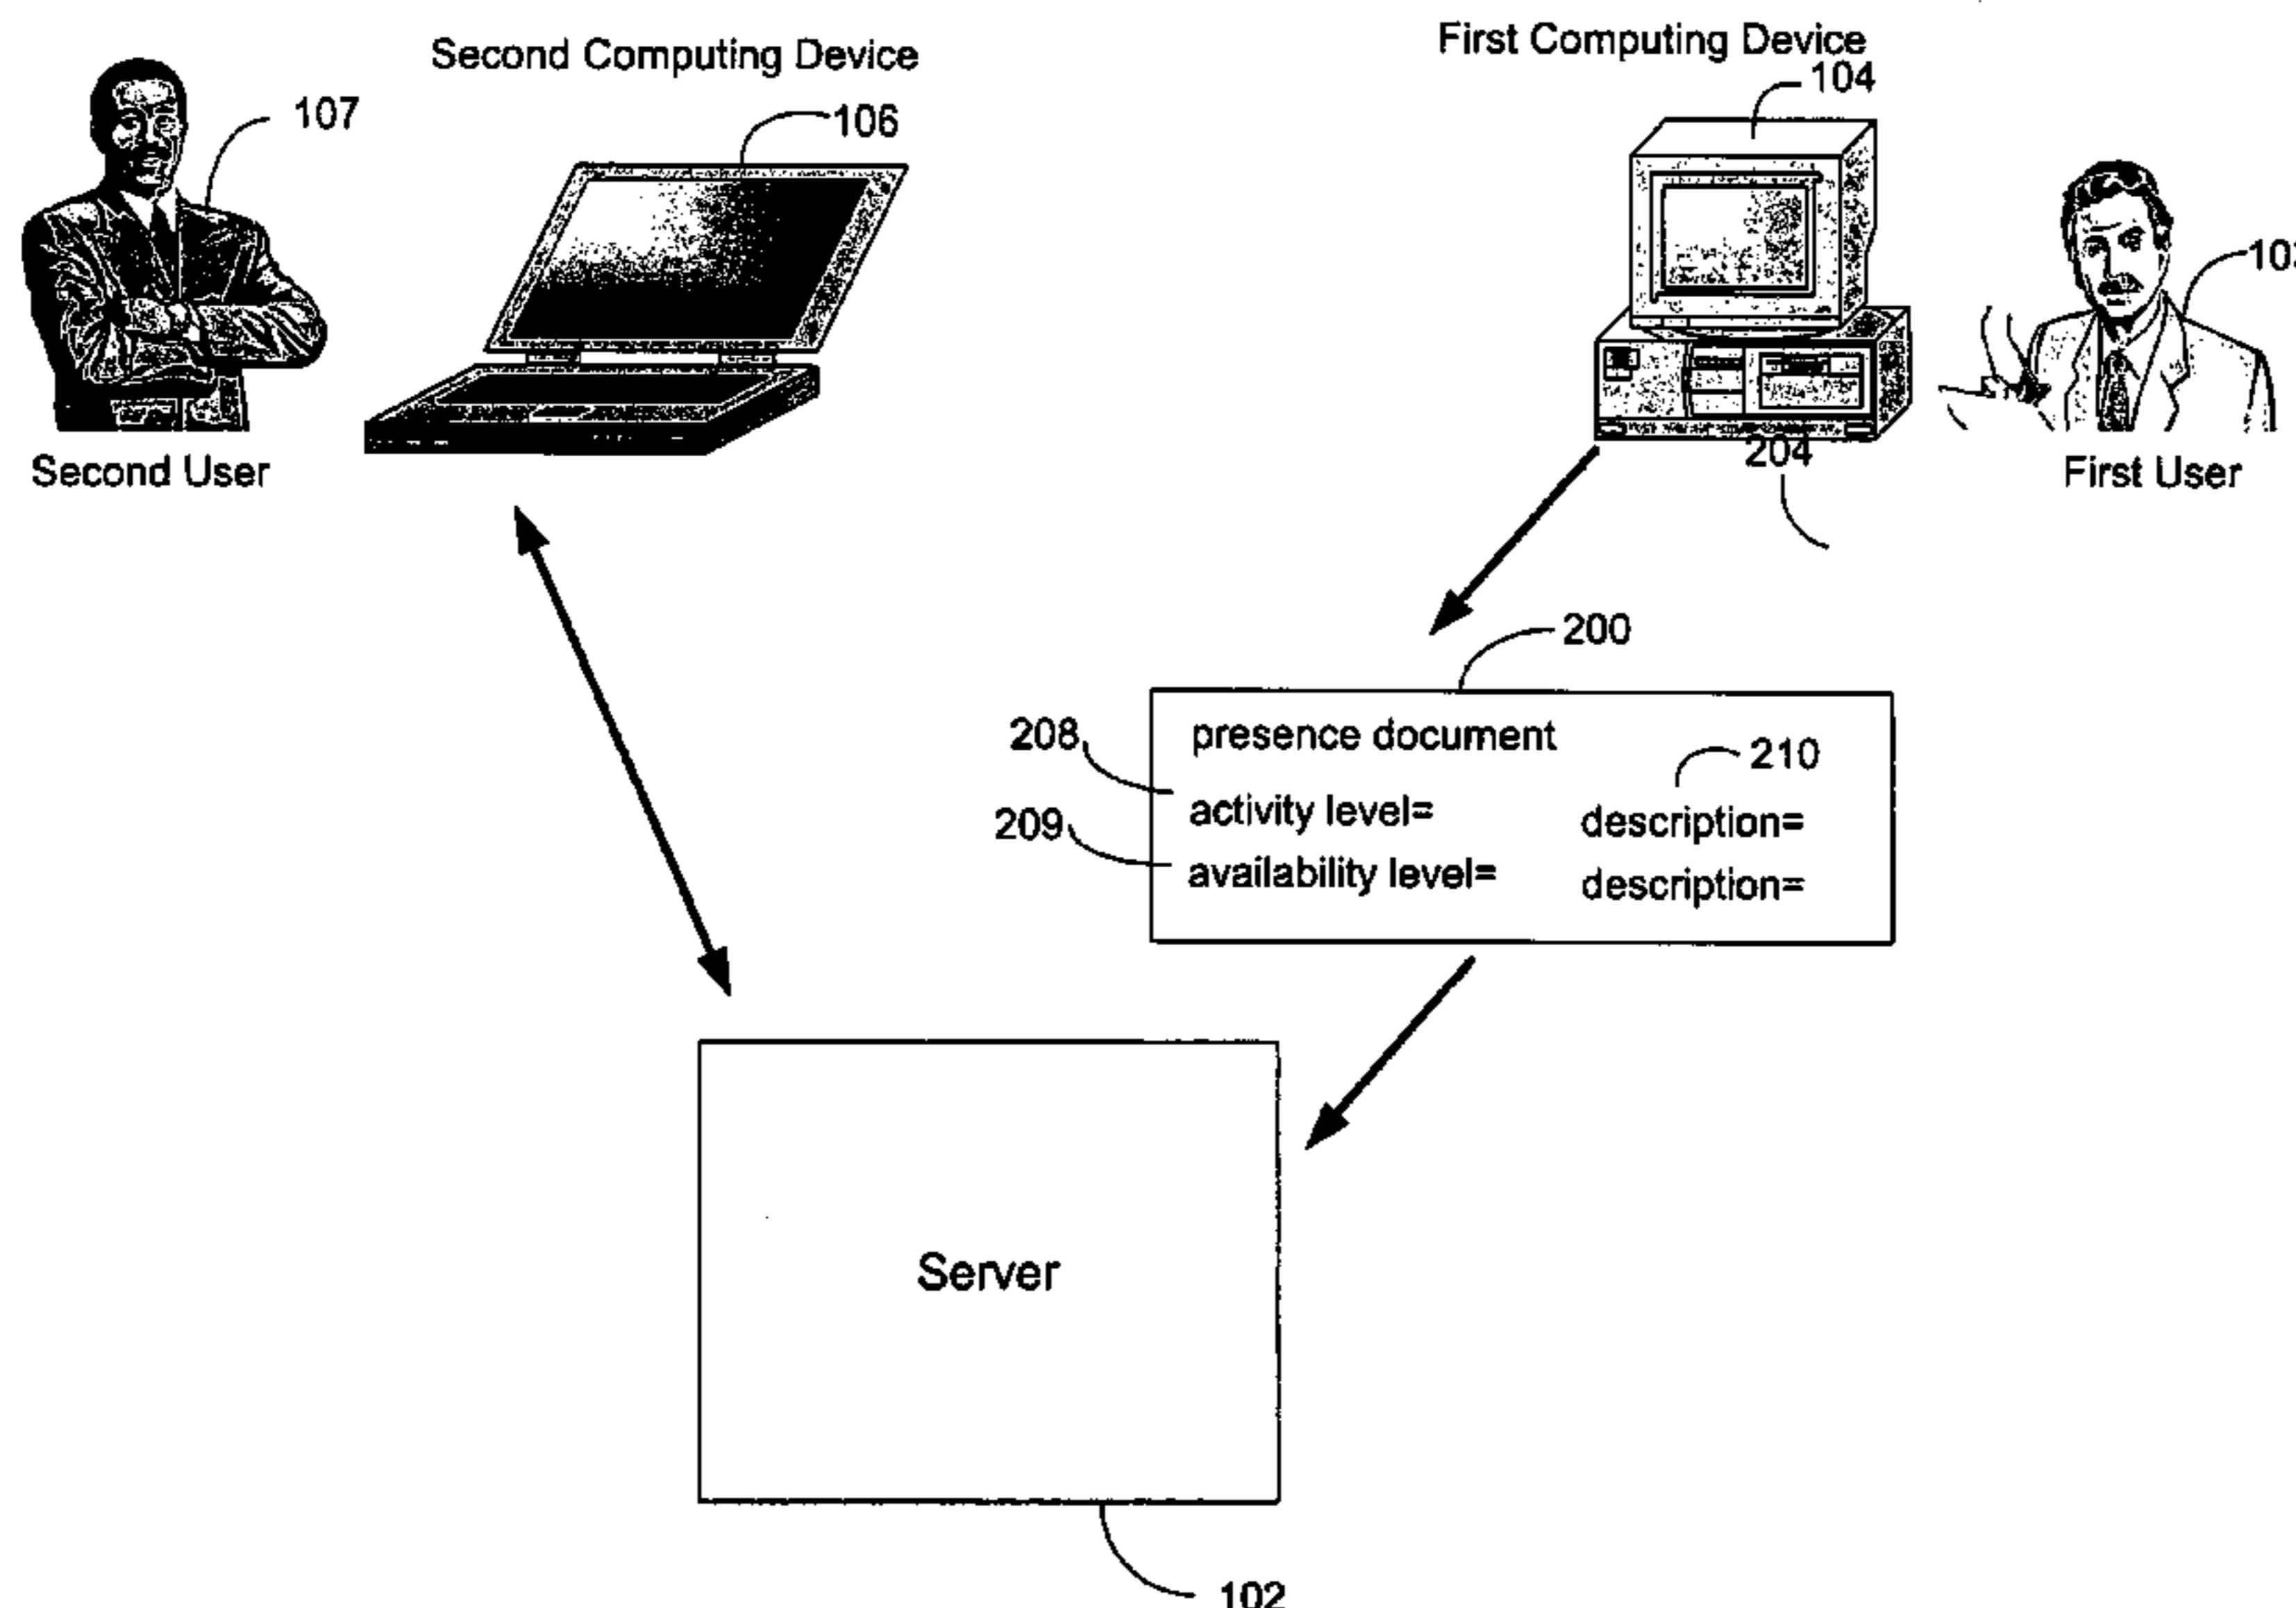 Second Computing Device
First Computing Device
104
107
106
103
204
Second User
First User
200
208
presence document
210
activity level=
description=
209
availability level=
description=
Server
102